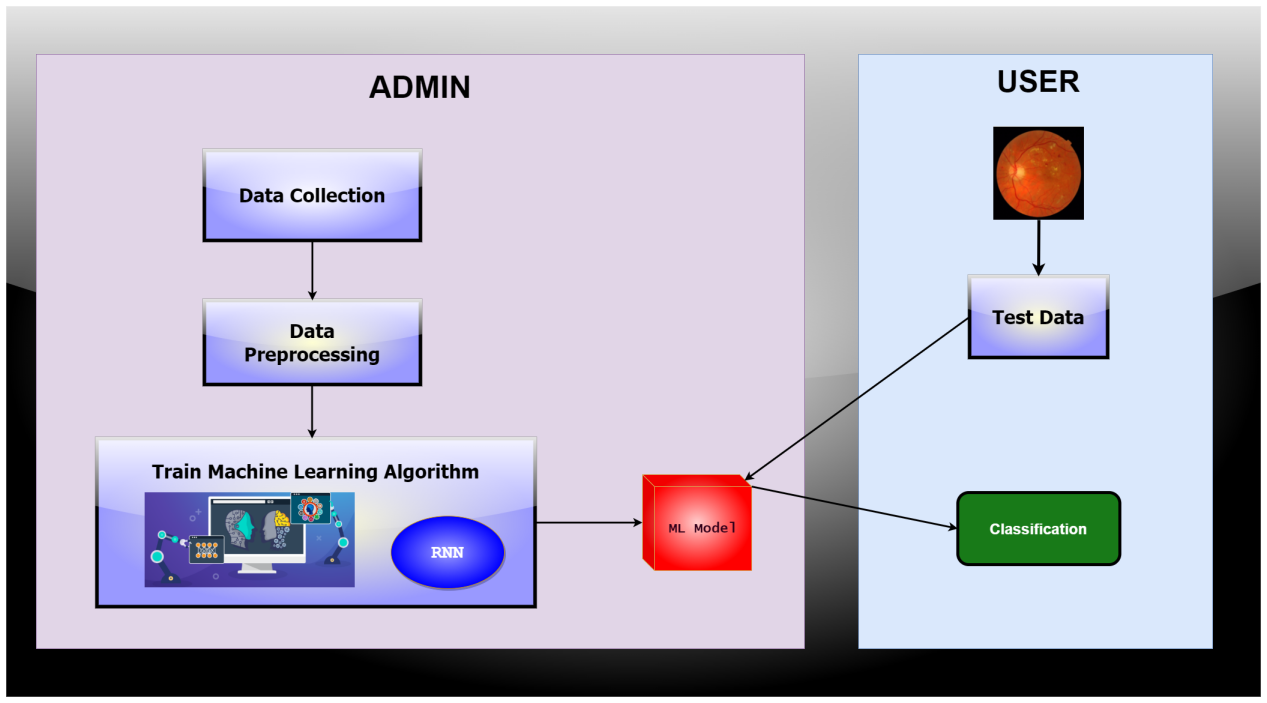 ADMIN
Data Collection
Data
Preprocessing
Train Machine Learning Algorithm
RNN
ML Model
USER
Test Data
Classification